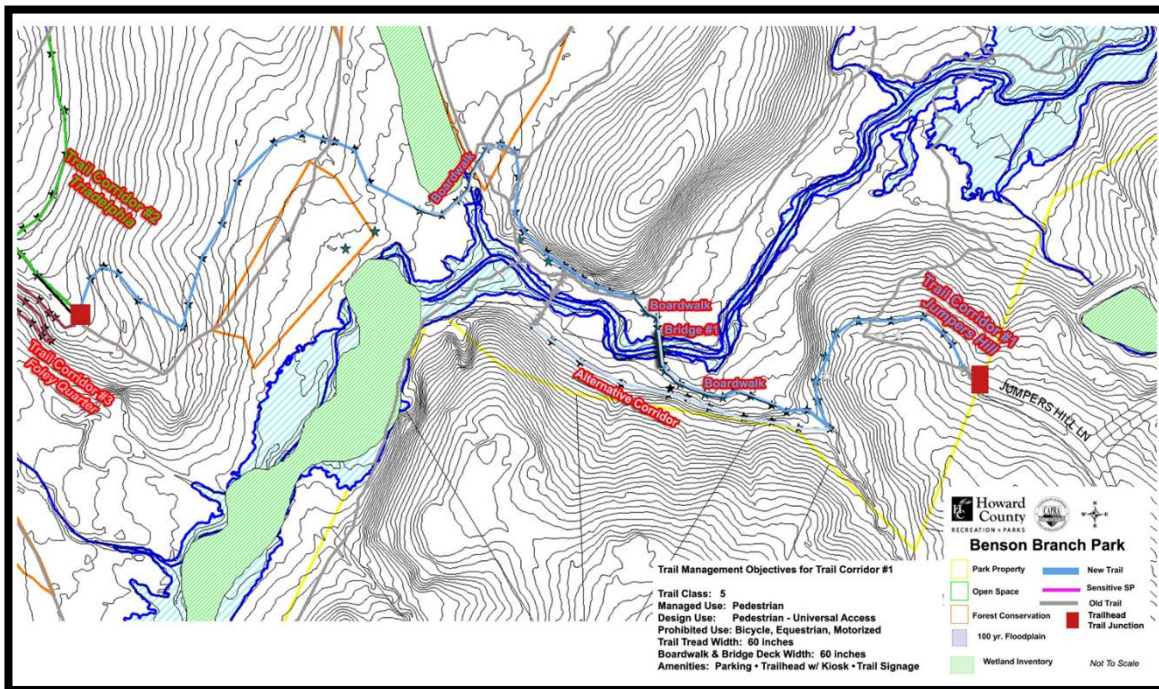 Trail Corridor #2
Triadelphia
Boardwalk
Trail Corridor #3
Foley Quarter
Boardwalk
Bridge #1
Boardwalk
Alternative Corridor
Trail Corridor #1
Jumpers Hill
JUMPERS HILL LN
Trail Management Objectives for Trail Corridor #1
Trail Class: 5
Managed Use: Pedestrian
Design Use: Pedestrian - Universal Access
Prohibited Use: Bicycle, Equestrian, Motorized
Trail Tread Width: 60 inches
Boardwalk & Bridge Deck Width: 60 inches
Amenities: Parking • Trailhead w/ Kiosk • Trail Signage
HC
Howard
County
RECREATION + PARKS
CAPRA
N
W E
S
Benson Branch Park
Park Property
New Trail
Open Space
Sensitive SP
Old Trail
Forest Conservation
Trailhead
Trail Junction
100 yr. Floodplain
Wetland Inventory
Not To Scale